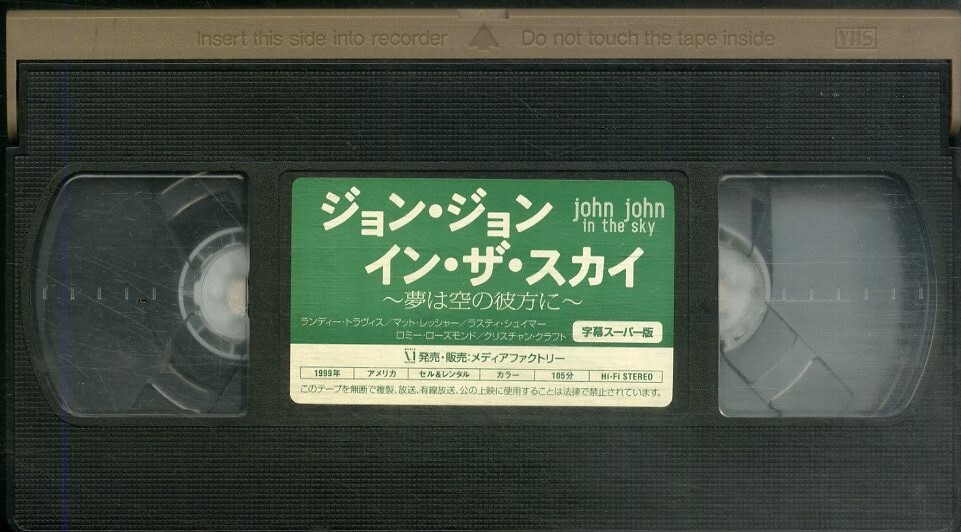 Insert this side into recorder Do not touch the tape inside VHS
ジョン・ジョン
john john
in the sky
イン・ザ・スカイ
～夢は空の彼方に～
ランディー・トラヴィス／マット・レッシャー／ラスティ・シュイマー
ロミー・ローズモンド／クリスチャン・クラフト
字幕スーパー版
発売・販売：メディアファクトリー
1999年 アメリカ セル&レンタル カラー 105分 Hi-Fi STEREO
このテープを無断で複製、放送、有線放送、公の上映に使用することは法律で禁止されています。